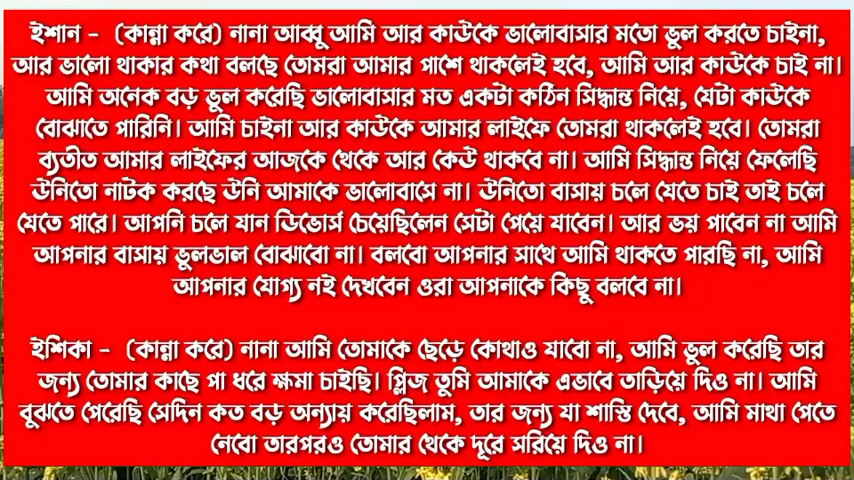 ইশান - (কান্না করে) নানা আব্বু আমি আর কাউকে ভালোবাসার মতো ভুল করতে চাইনা,
আর ভালো থাকার কথা বলছে তোমরা আমার পাশে থাকলেই হবে, আমি আর কাউকে চাই না।
আমি অনেক বড় ভুল করেছি ভালোবাসার মত একটা কঠিন সিদ্ধান্ত নিয়ে, যেটা কাউকে
বোঝাতে পারিনি। আমি চাইনা আর কাউকে আমার লাইফে তোমরা থাকলেই হবে। তোমরা
ব্যতীত আমার লাইফের আজকে থেকে আর কেউ থাকবে না। আমি সিদ্ধান্ত নিয়ে ফেলেছি
উনিতো নাটক করছে উনি আমাকে ভালোবাসে না। উনিতো বাসায় চলে যেতে চাই তাই চলে
যেতে পারে। আপনি চলে যান ডিভোর্স চেয়েছিলেন সেটা পেয়ে যাবেন। আর ভয় পাবেন না আমি
আপনার বাসায় ভুলভাল বোঝাবো না। বলবো আপনার সাথে আমি থাকতে পারছি না, আমি
আপনার যোগ্য নই দেখবেন ওরা আপনাকে কিছু বলবে না।
ইশিকা - (কান্না করে) নানা আমি তোমাকে ছেড়ে কোথাও যাবো না, আমি ভুল করেছি তার
জন্য তোমার কাছে পা ধরে ক্ষমা চাইছি। প্লিজ তুমি আমাকে এভাবে তাড়িয়ে দিও না। আমি
বুঝতে পেরেছি সেদিন কত বড় অন্যায় করেছিলাম, তার জন্য যা শাস্তি দেবে, আমি মাথা পেতে
নেবো তারপরও তোমার থেকে দূরে সরিয়ে দিও না।